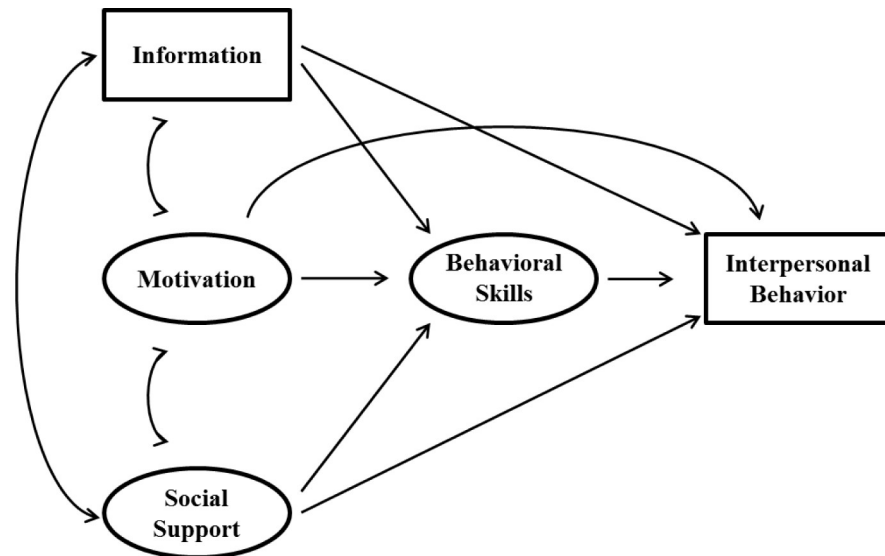 Information
Motivation
Behavioral
Skills
Interpersonal
Behavior
Social
Support